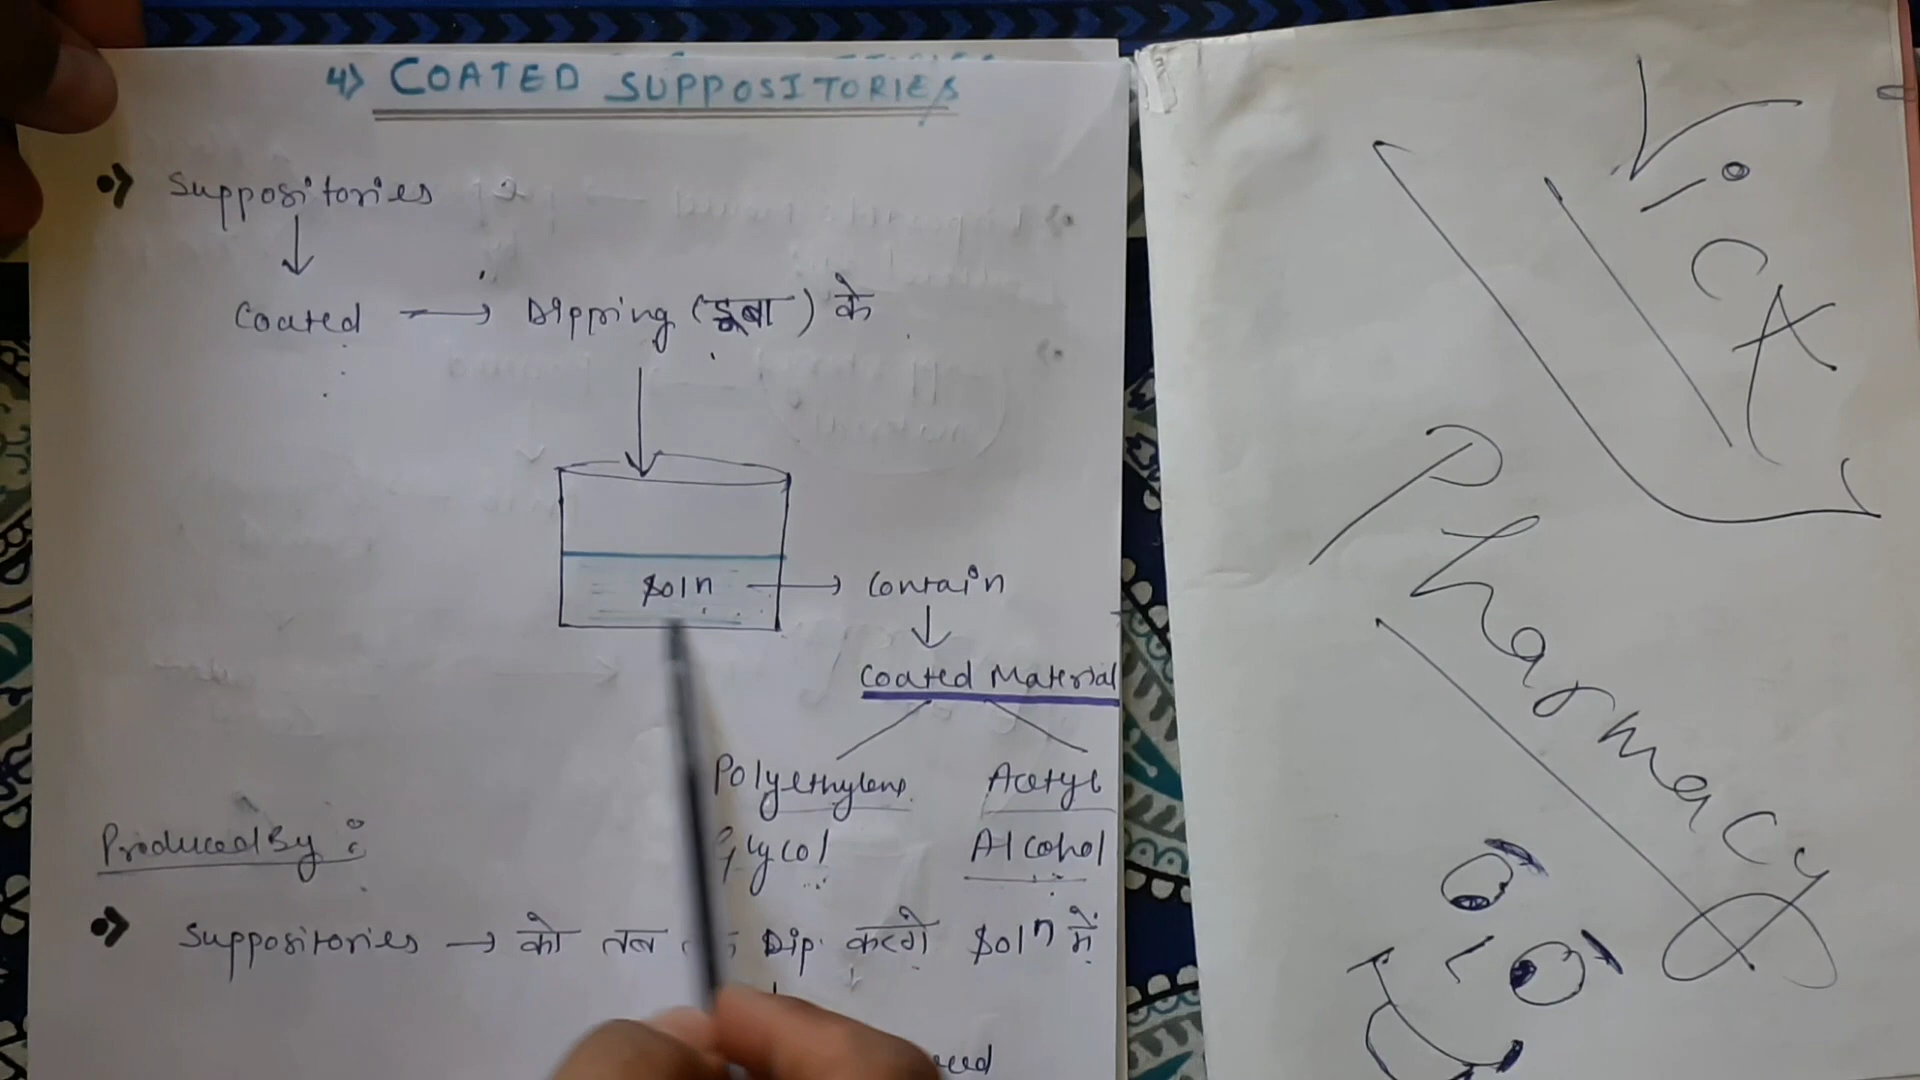 4) COATED SUPPOSITORIES
Suppositories
Coated → Dipping (डूबा) के
Soln → Contain
Coated Material
Polyethylene Acetyl
Glycol Alcohol
Produced By :
Suppositories → को तब Dip करेगे Solⁿ में
Vict
Pharmacy